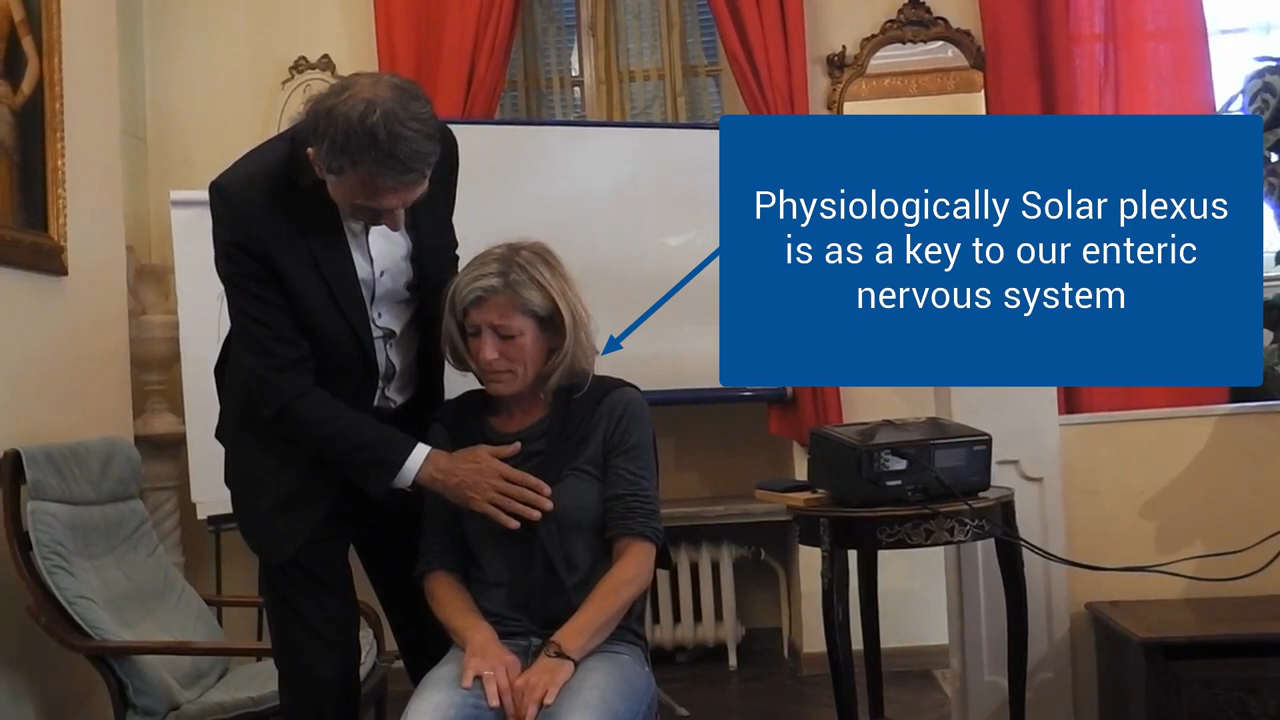 Physiologically Solar plexus
is as a key to our enteric
nervous system